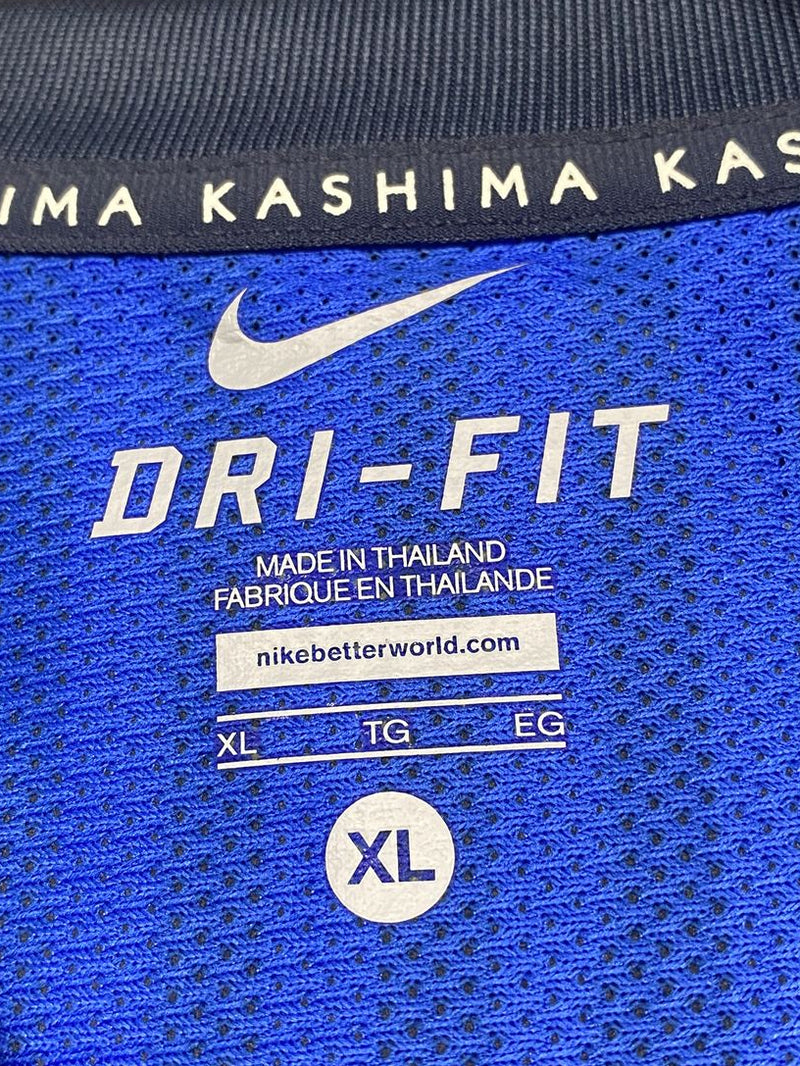 IMA KASHIMA KAS
DRI-FIT
MADE IN THAILAND
FABRIQUE EN THAILANDE
nikebetterworld.com
XL TG EG
XL